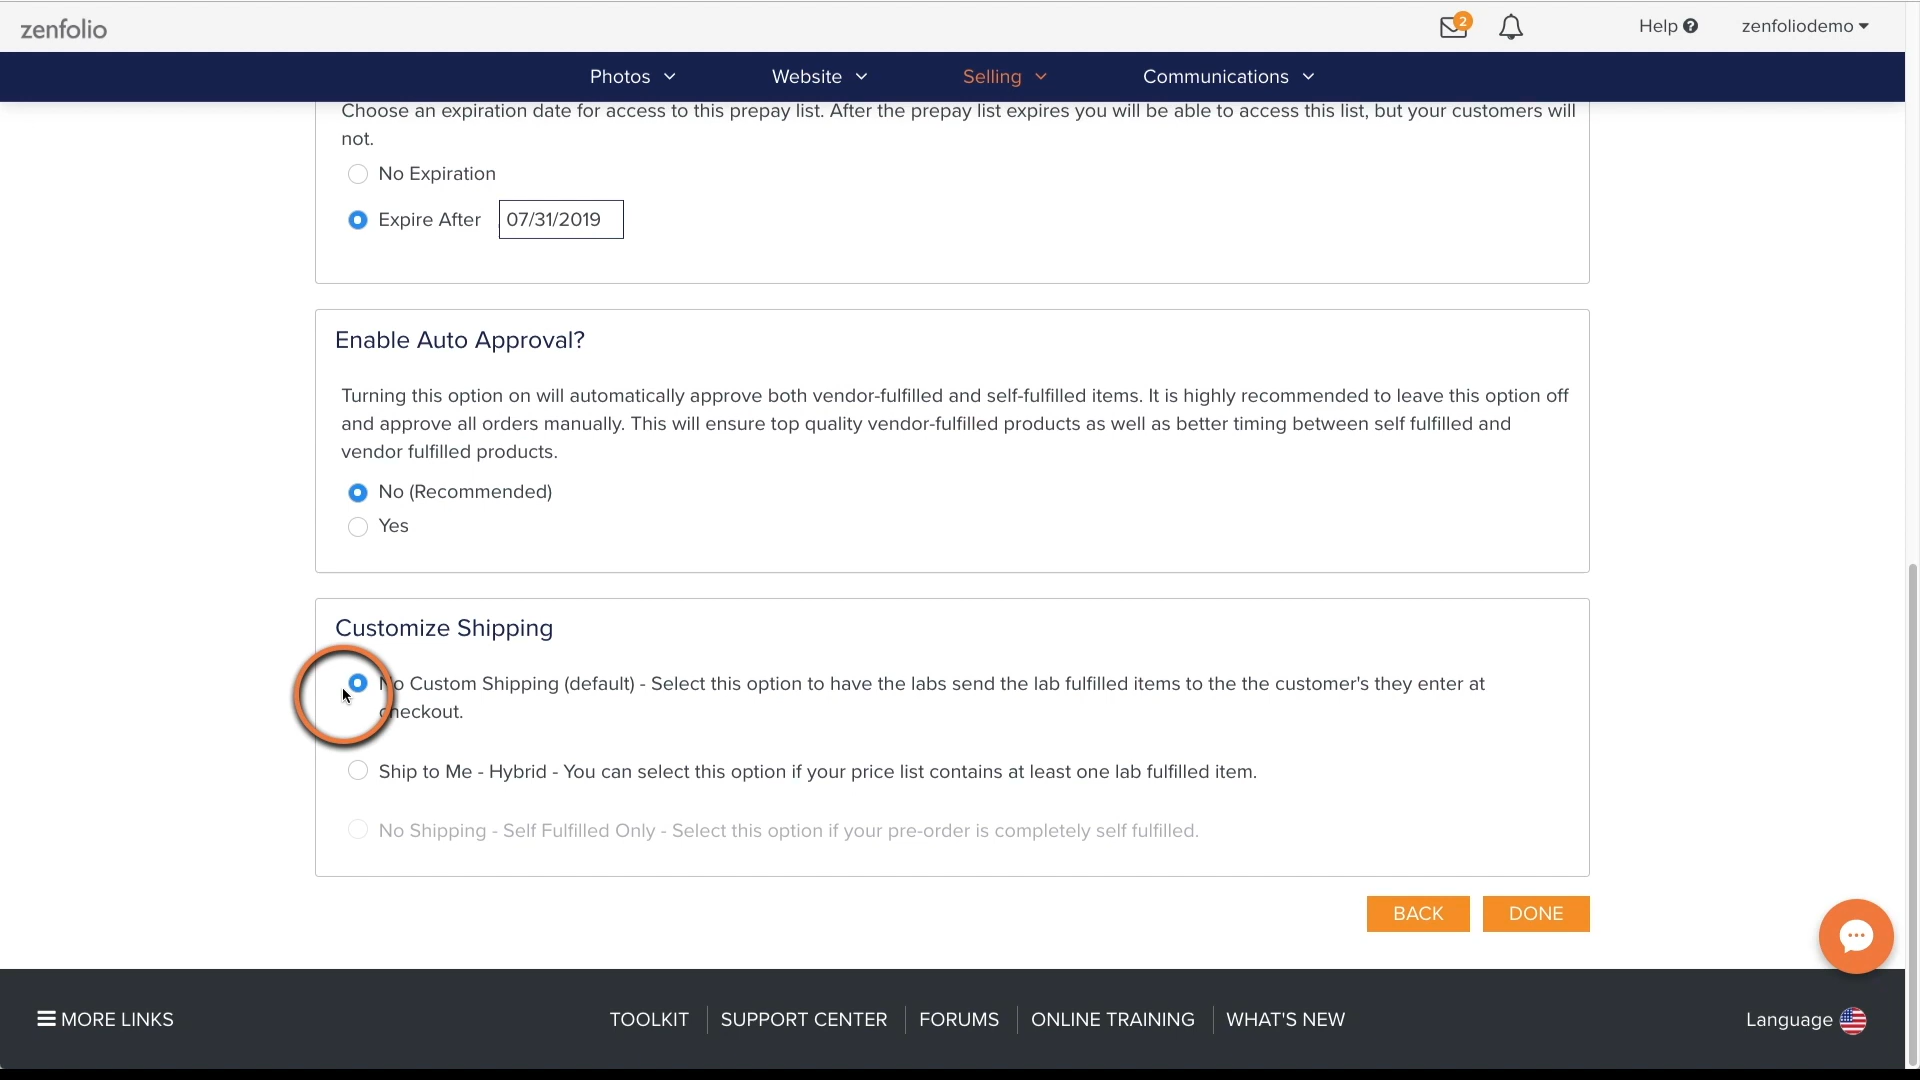 zenfolio
2
Help
zenfoliodemo
Photos
Website
Selling
Communications
Choose an expiration date for access to this prepay list. After the prepay list expires you will be able to access this list, but your customers will
not.
No Expiration
Expire After
07/31/2019
Enable Auto Approval?
Turning this option on will automatically approve both vendor-fulfilled and self-fulfilled items. It is highly recommended to leave this option off
and approve all orders manually. This will ensure top quality vendor-fulfilled products as well as better timing between self fulfilled and
vendor fulfilled products.
No (Recommended)
Yes
Customize Shipping
No Custom Shipping (default) - Select this option to have the labs send the lab fulfilled items to the the customer's they enter at
checkout.
Ship to Me - Hybrid - You can select this option if your price list contains at least one lab fulfilled item.
No Shipping - Self Fulfilled Only - Select this option if your pre-order is completely self fulfilled.
BACK
DONE
MORE LINKS
TOOLKIT
SUPPORT CENTER
FORUMS
ONLINE TRAINING
WHAT'S NEW
Language